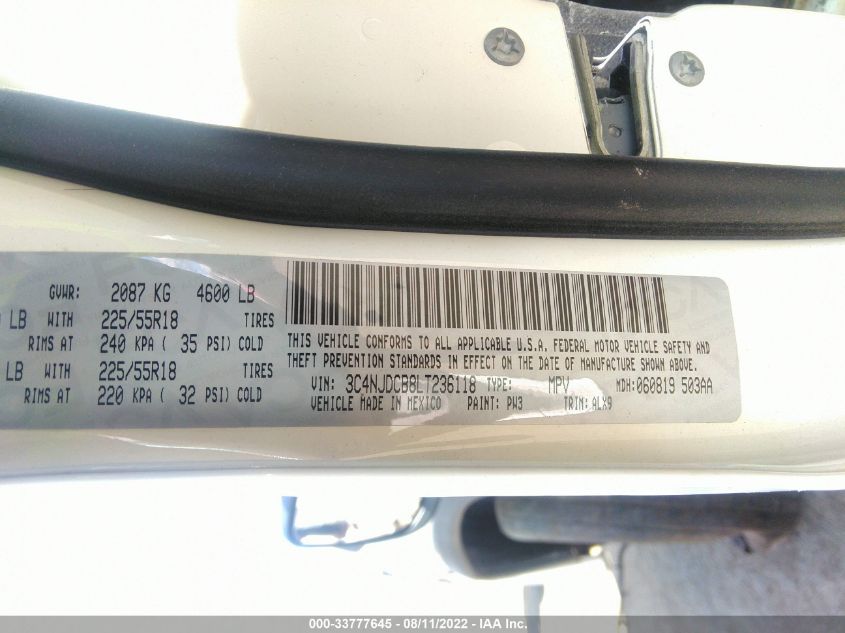 GVWR: 2087 KG 4600 LB
LB WITH 225/55R18 TIRES
RIMS AT 240 KPA ( 35 PSI) COLD
LB WITH 225/55R18 TIRES
RIMS AT 220 KPA ( 32 PSI) COLD
THIS VEHICLE CONFORMS TO ALL APPLICABLE U.S.A. FEDERAL MOTOR VEHICLE SAFETY AND
THEFT PREVENTION STANDARDS IN EFFECT ON THE DATE OF MANUFACTURE SHOWN ABOVE.
VIN: 3C4NJDCB8LT236118 TYPE: MPV MDH:060819 503AA
VEHICLE MADE IN MEXICO PAINT: PW3 TRIM:ALX9
000-33777645 - 08/11/2022 - IAA Inc.